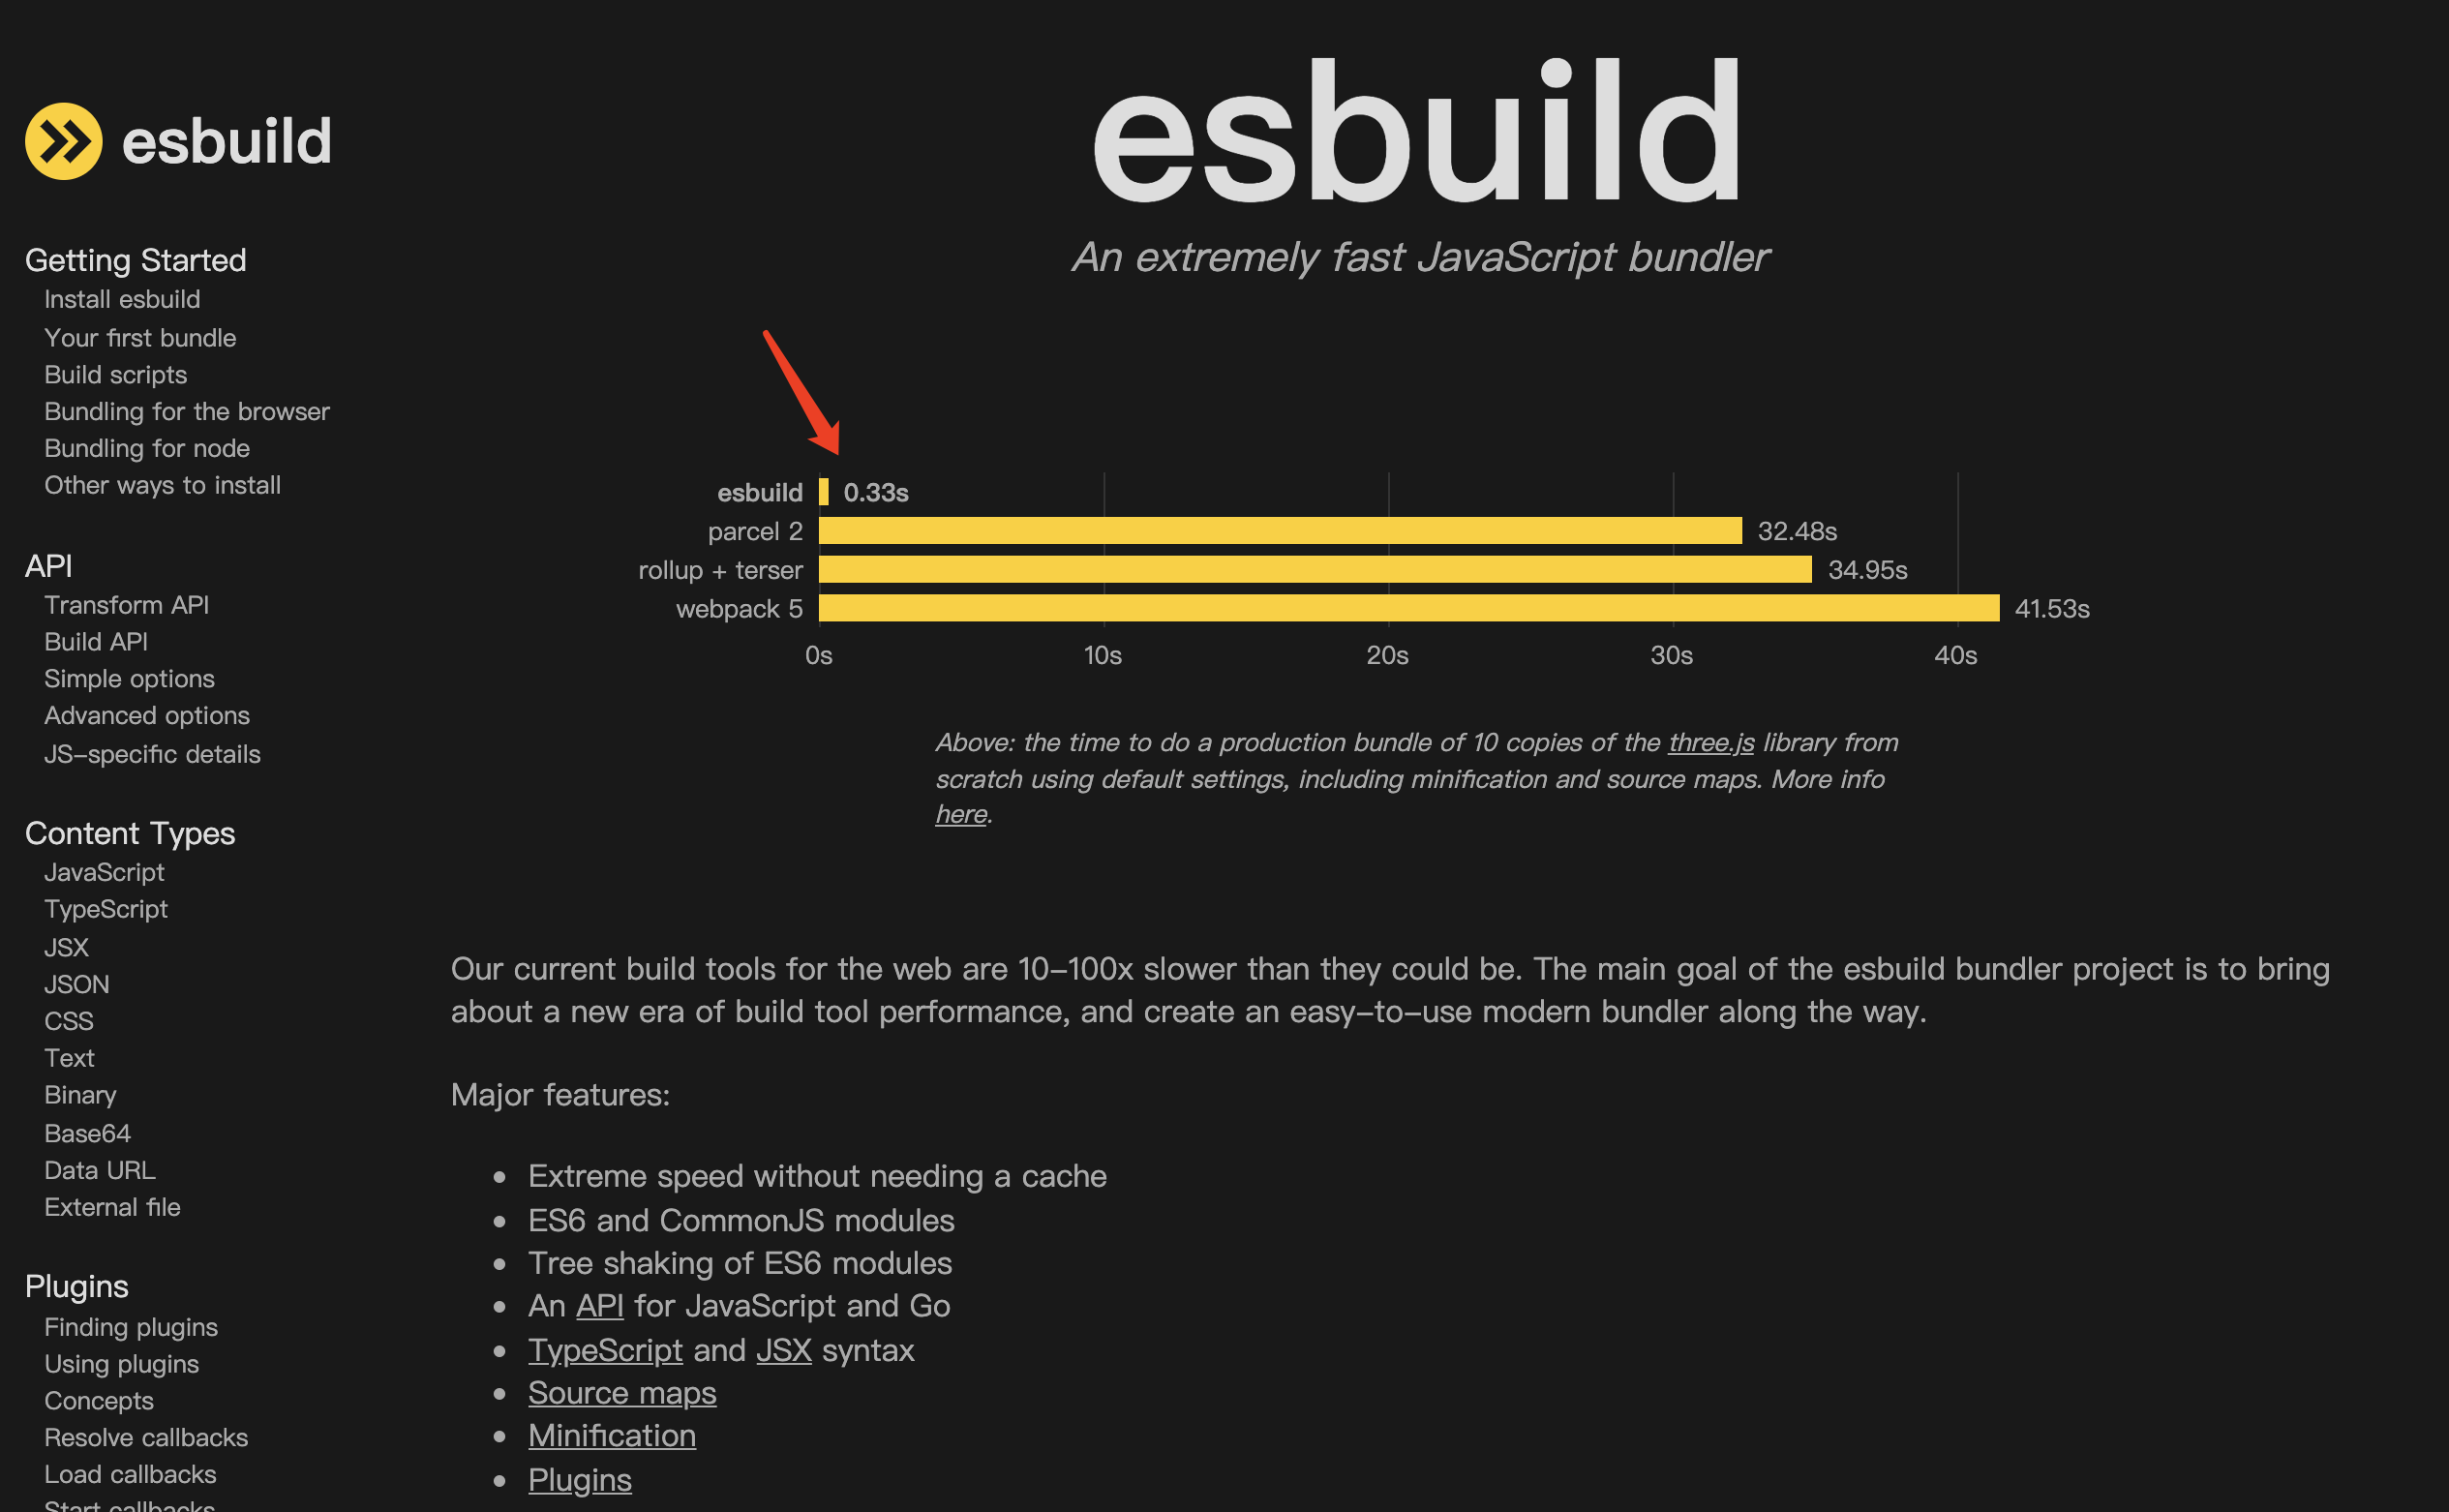 esbuild
Getting Started
Install esbuild
Your first bundle
Build scripts
Bundling for the browser
Bundling for node
Other ways to install
API
Transform API
Build API
Simple options
Advanced options
JS-specific details
Content Types
JavaScript
TypeScript
JSX
JSON
CSS
Text
Binary
Base64
Data URL
External file
Plugins
Finding plugins
Using plugins
Concepts
Resolve callbacks
Load callbacks
Start callbacks
esbuild
An extremely fast JavaScript bundler
esbuild 0.33s
parcel 2 32.48s
rollup + terser 34.95s
webpack 5 41.53s
0s 10s 20s 30s 40s
Above: the time to do a production bundle of 10 copies of the three.js library from
scratch using default settings, including minification and source maps. More info
here.
Our current build tools for the web are 10-100x slower than they could be. The main goal of the esbuild bundler project is to bring
about a new era of build tool performance, and create an easy-to-use modern bundler along the way.
Major features:
• Extreme speed without needing a cache
• ES6 and CommonJS modules
• Tree shaking of ES6 modules
• An API for JavaScript and Go
• TypeScript and JSX syntax
• Source maps
• Minification
• Plugins